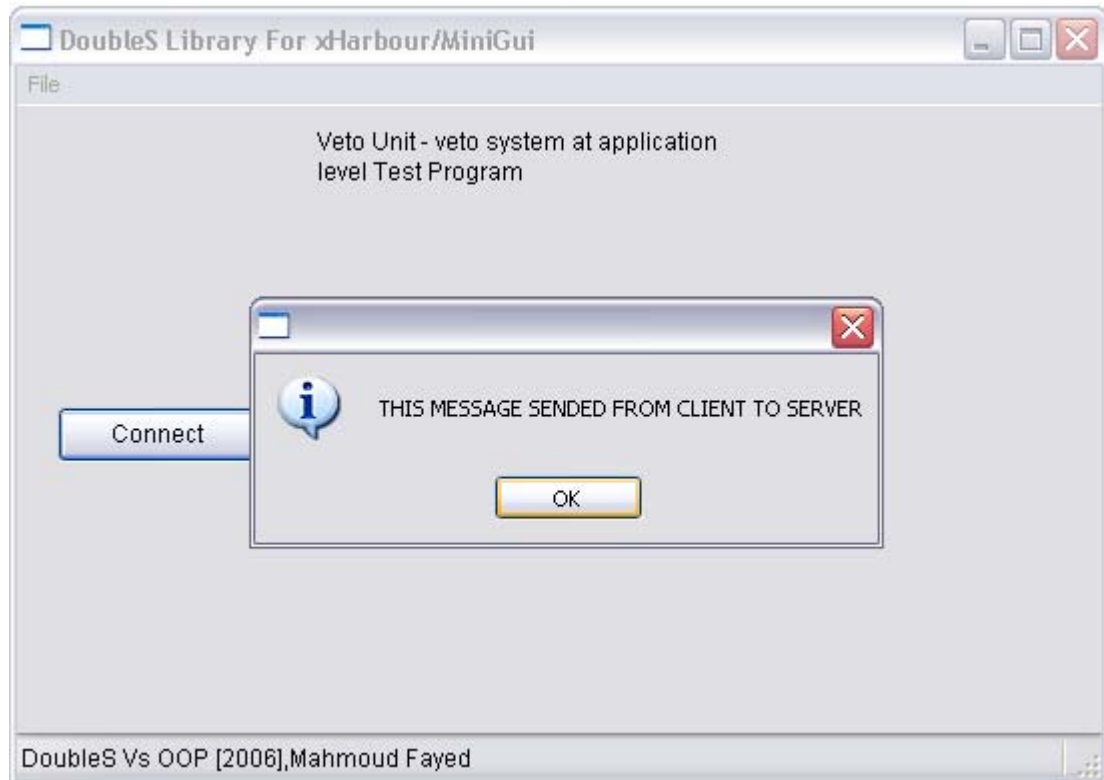 DoubleS Library For xHarbour/MiniGui
File
Veto Unit - veto system at application
level Test Program
Connect
THIS MESSAGE SENDED FROM CLIENT TO SERVER
OK
DoubleS Vs OOP [2006],Mahmoud Fayed